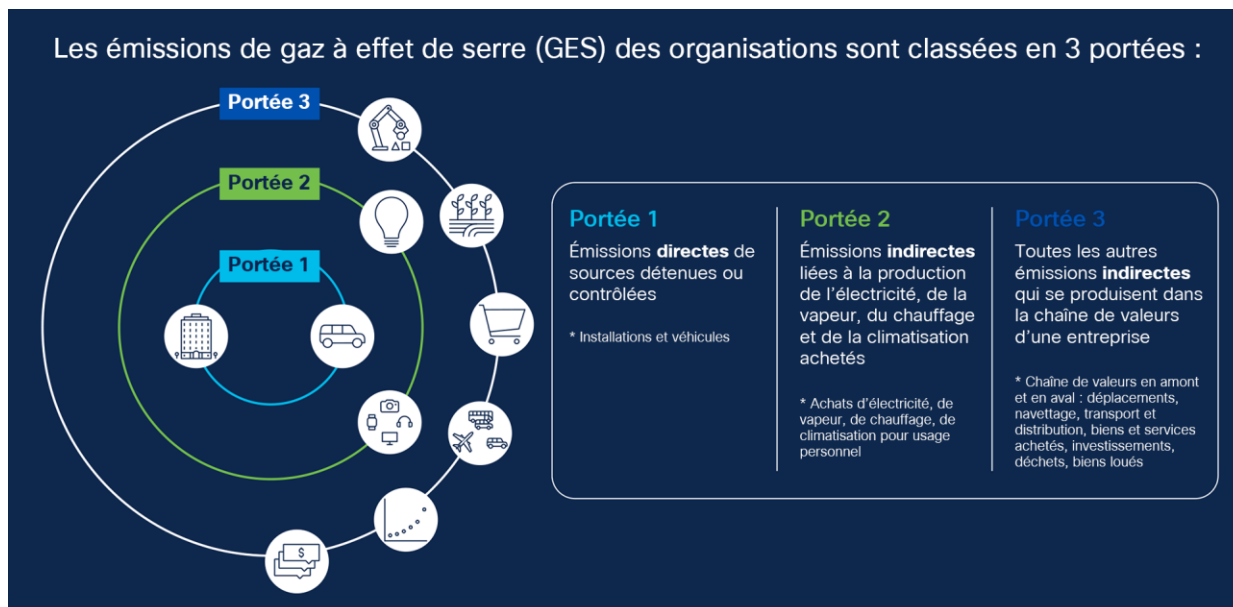 Les émissions de gaz à effet de serre (GES) des organisations sont classées en 3 portées :
Portée 3
Portée 2
Portée 1
$
Portée 1
Émissions directes de
sources détenues ou
contrôlées
* Installations et véhicules
Portée 2
Émissions indirectes
liées à la production
de l’électricité, de la
vapeur, du chauffage
et de la climatisation
achetés
* Achats d’électricité, de
vapeur, de chauffage, de
climatisation pour usage
personnel
Portée 3
Toutes les autres
émissions indirectes
qui se produisent dans
la chaîne de valeurs
d’une entreprise
* Chaîne de valeurs en amont
et en aval : déplacements,
navettage, transport et
distribution, biens et services
achetés, investissements,
déchets, biens loués